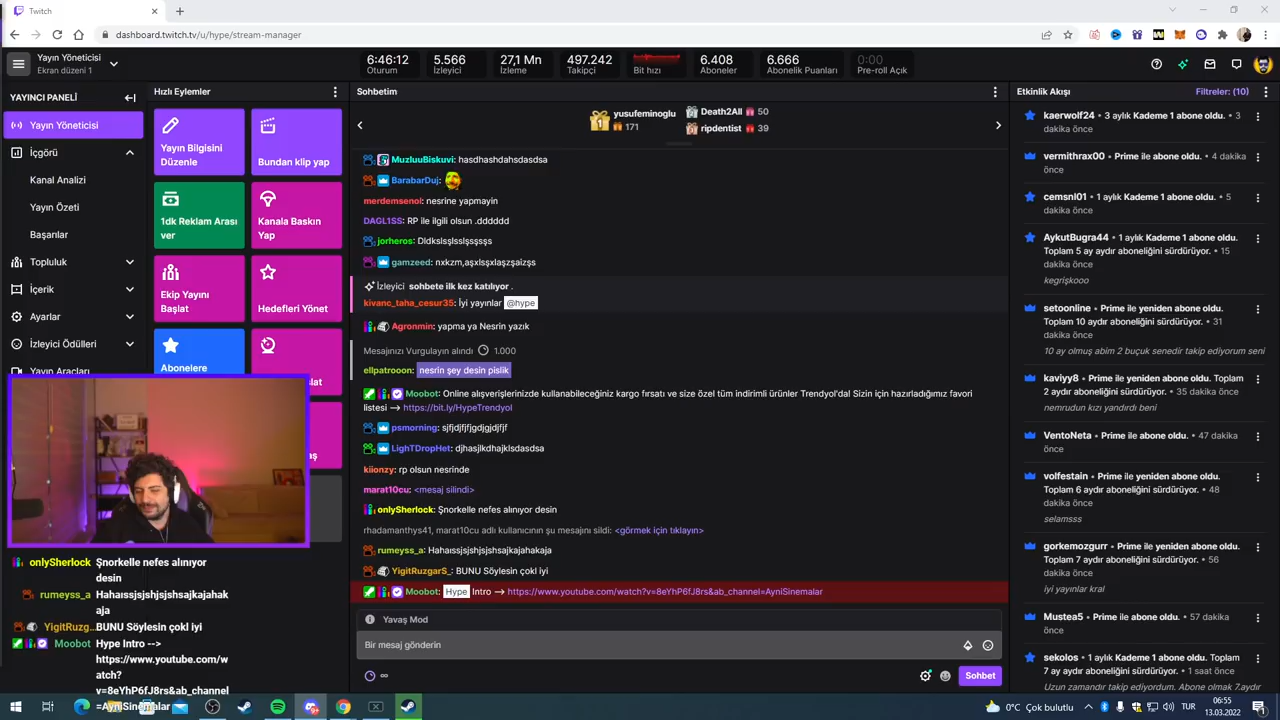 Twitch
dashboard.twitch.tv/u/hype/stream-manager
Yayın Yöneticisi
Ekran düzeni 1
6:46:12
Oturum
5.566
İzleyici
27,1 Mn
İzleme
497.242
Takipçi
Bit hızı
6.408
Aboneler
6.666
Abonelik Puanları
0:00
Pre-roll Açık
YAYINCI PANELİ
Yayın Yöneticisi
İçgörü
Kanal Analizi
Yayın Özeti
Başarılar
Topluluk
İçerik
Ayarlar
İzleyici Ödülleri
Yayın Araçları
Hızlı Eylemler
Yayın Bilgisini
Düzenle
Bundan klip yap
1dk Reklam Arası
ver
Kanala Baskın
Yap
Ekip Yayını
Başlat
Hedefleri Yönet
Abonelere
Sohbetim
yusufeminoglu
171
Death2All 50
ripdentist 39
MuzluuBiskuvi: hasdhashdahsdasdsa
BarabarDuj:
merdemsenol: nesrine yapmayin
DAGL1SS: RP ile ilgili olsun .dddddd
jorheros: Dldkslsşlsslşsşsşs
gamzeed: nxkzm,aşxlsşxlaşzşaizşs
İzleyici sohbete ilk kez katılıyor .
kivanc_taha_cesur35: İyi yayınlar @hype
Agronmin: yapma ya Nesrin yazık
Mesajınızı Vurgulayın alındı 1.000
ellpatrooon: nesrin şey desin pislik
Moobot: Online alışverişlerinizde kullanabileceğiniz kargo fırsatı ve size özel tüm indirimli ürünler Trendyol'da! Sizin için hazırladığımız favori
listesi → https://bit.ly/HypeTrendyol
psmorning: sjfjdjfjfjgdjgjdjfjf
LighTDropHet: djhasjlkdhajklsdasdsa
kiionzy: rp olsun nesrinde
marat10cu: <mesaj silindi>
onlySherlock: Şnorkelle nefes alınıyor desin
rhadamanthys41, marat10cu adlı kullanıcının şu mesajını sildi: <görmek için tıklayın>
rumeyss_a: Hahaıssjsjshjsjshsajkajahakaja
YigitRuzgarS_: BUNU Söylesin çokl iyi
Moobot: Hype Intro → https://www.youtube.com/watch?v=8eYhP6fJ8rs&ab_channel=AyniSinemalar
Yavaş Mod
Bir mesaj gönderin
Sohbet
Etkinlik Akışı
Filtreler: (10)
kaerwolf24 • 3 aylık Kademe 1 abone oldu. • 3
dakika önce
vermithrax00 • Prime ile abone oldu. • 4 dakika
önce
cemsnl01 • 1 aylık Kademe 1 abone oldu. • 5
dakika önce
AykutBugra44 • 1 aylık Kademe 1 abone oldu.
Toplam 5 ay aydır aboneliğini sürdürüyor. • 15
dakika önce
kegrişkooo
setoonline • Prime ile yeniden abone oldu.
Toplam 10 aydır aboneliğini sürdürüyor. • 31
dakika önce
10 ay olmuş abim 2 buçuk senedir takip ediyorum seni
kaviyy8 • Prime ile yeniden abone oldu. Toplam
2 aydır aboneliğini sürdürüyor. • 35 dakika önce
nemrudun kızı yandırdı beni
VentoNeta • Prime ile abone oldu. • 47 dakika
önce
volfestain • Prime ile yeniden abone oldu.
Toplam 6 aydır aboneliğini sürdürüyor. • 48
dakika önce
selamsss
gorkemozgurr • Prime ile yeniden abone oldu.
Toplam 7 aydır aboneliğini sürdürüyor. • 56
dakika önce
iyi yayınlar kral
Mustea5 • Prime ile abone oldu. • 57 dakika
önce
sekolos • 1 aylık Kademe 1 abone oldu. Toplam
7 ay aydır aboneliğini sürdürüyor. • 1 saat önce
Uzun zamandır takip ediyordum. Abone olmak 7.aydır
onlySherlock Şnorkelle nefes alınıyor
desin
rumeyss_a Hahaıssjsjshjsjshsajkajahak
aja
YigitRuzg... BUNU Söylesin çokl iyi
Moobot Hype Intro -->
https://www.youtube.com/w
atch?
v=8eYhP6fJ8rs&ab_channel
=AyniSinemalar
0°C Çok bulutlu
TUR
06:55
13.03.2022